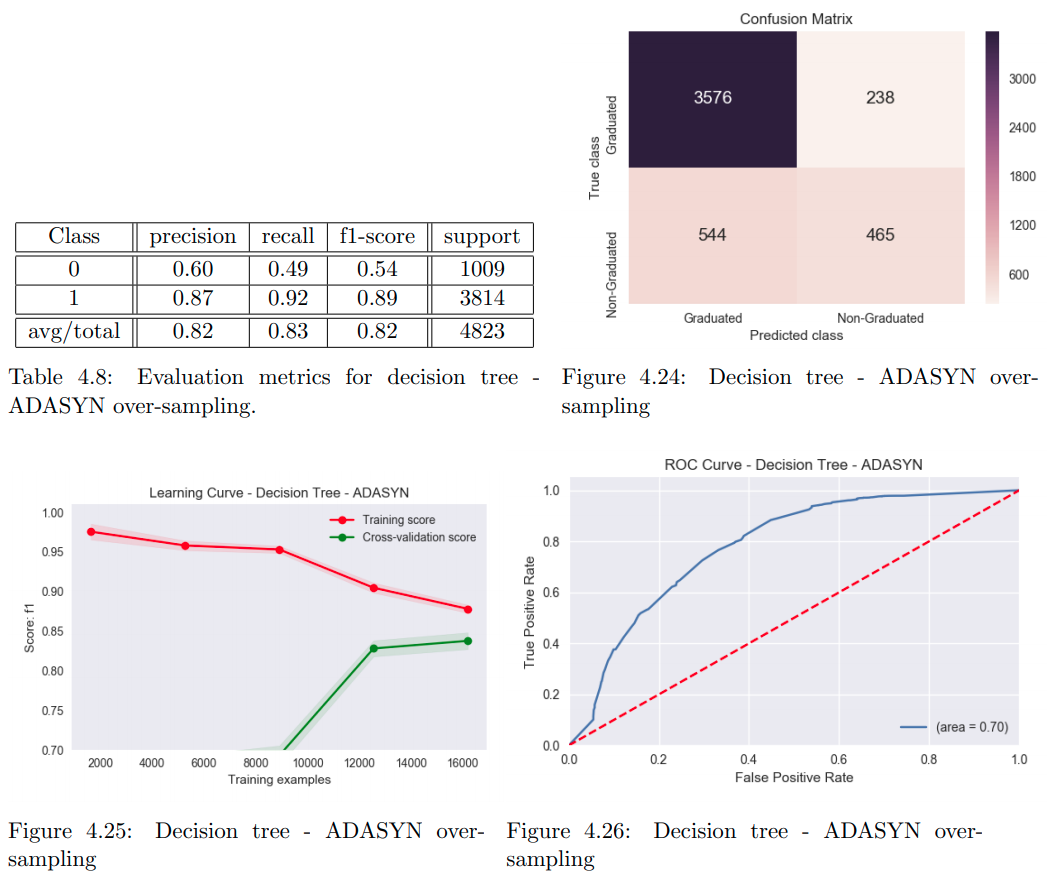 Class precision recall f1-score support
0 0.60 0.49 0.54 1009
1 0.87 0.92 0.89 3814
avg/total 0.82 0.83 0.82 4823
Table 4.8: Evaluation metrics for decision tree -
ADASYN over-sampling.
Confusion Matrix
True class
Graduated
Non-Graduated
3576 238
544 465
Graduated Non-Graduated
Predicted class
3000
2400
1800
1200
600
Figure 4.24: Decision tree - ADASYN over-
sampling
Learning Curve - Decision Tree - ADASYN
Training score
Cross-validation score
Score: f1
1.00
0.95
0.90
0.85
0.80
0.75
0.70
2000 4000 6000 8000 10000 12000 14000 16000
Training examples
Figure 4.25: Decision tree - ADASYN over-
sampling
ROC Curve - Decision Tree - ADASYN
True Positive Rate
1.0
0.8
0.6
0.4
0.2
0.0
(area = 0.70)
0.0 0.2 0.4 0.6 0.8 1.0
False Positive Rate
Figure 4.26: Decision tree - ADASYN over-
sampling